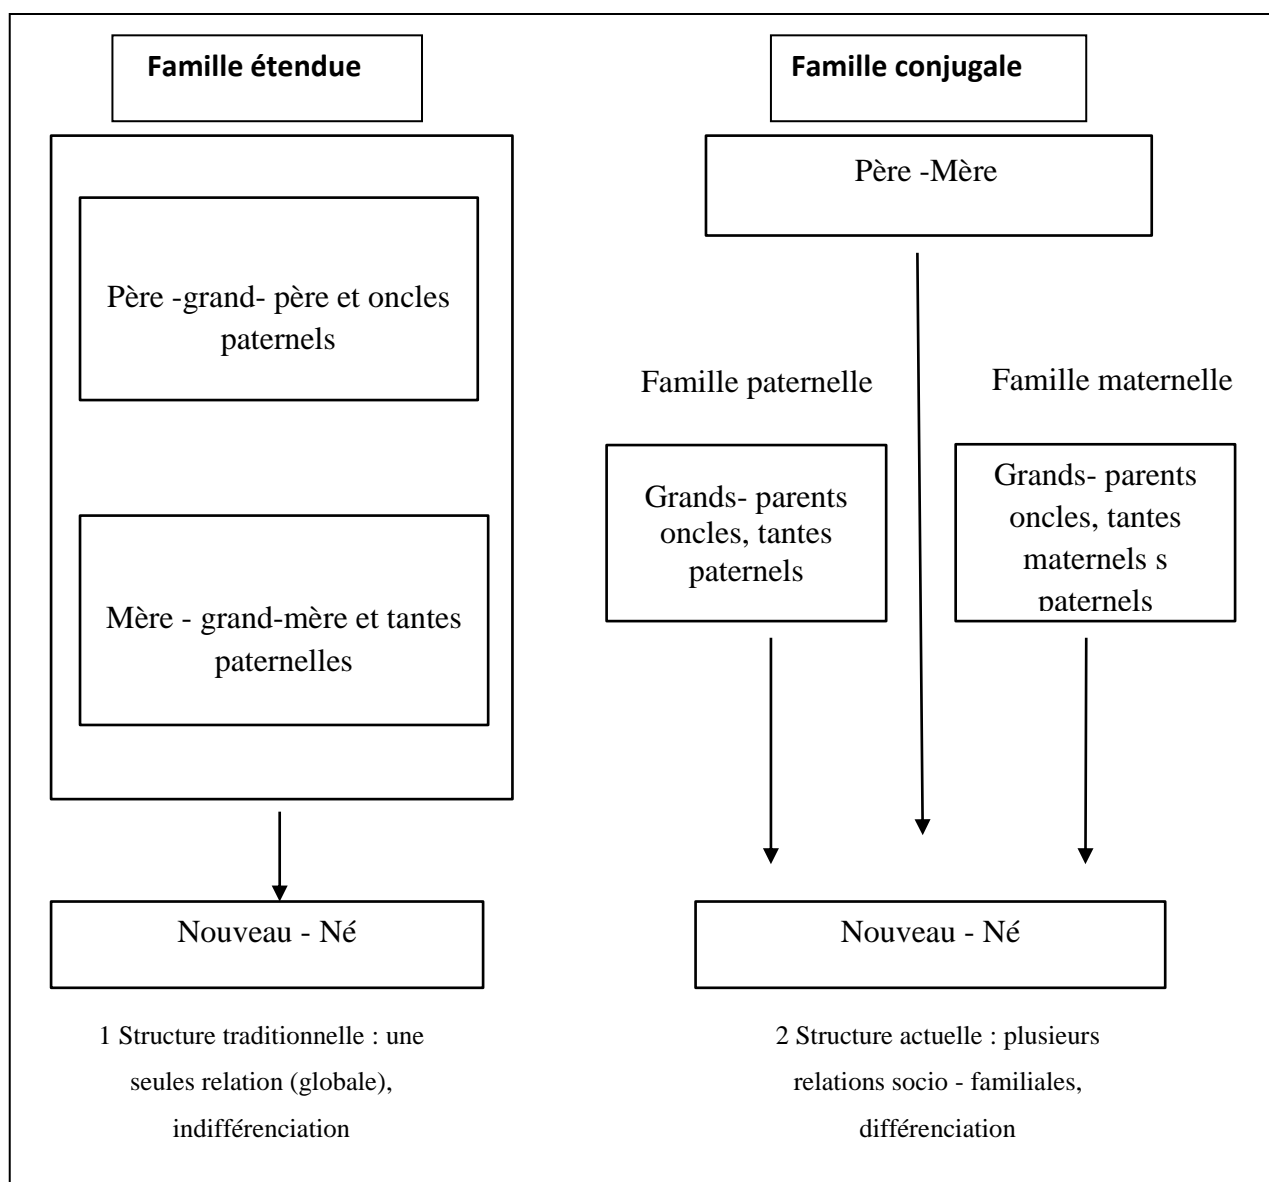 Famille étendue
Père -grand- père et oncles
paternels
Mère - grand-mère et tantes
paternelles
Nouveau - Né
1 Structure traditionnelle : une
seules relation (globale),
indifférenciation
Famille conjugale
Père -Mère
Famille paternelle
Grands- parents
oncles, tantes
paternels
Famille maternelle
Grands- parents
oncles, tantes
maternels s
paternels
Nouveau - Né
2 Structure actuelle : plusieurs
relations socio - familiales,
différenciation